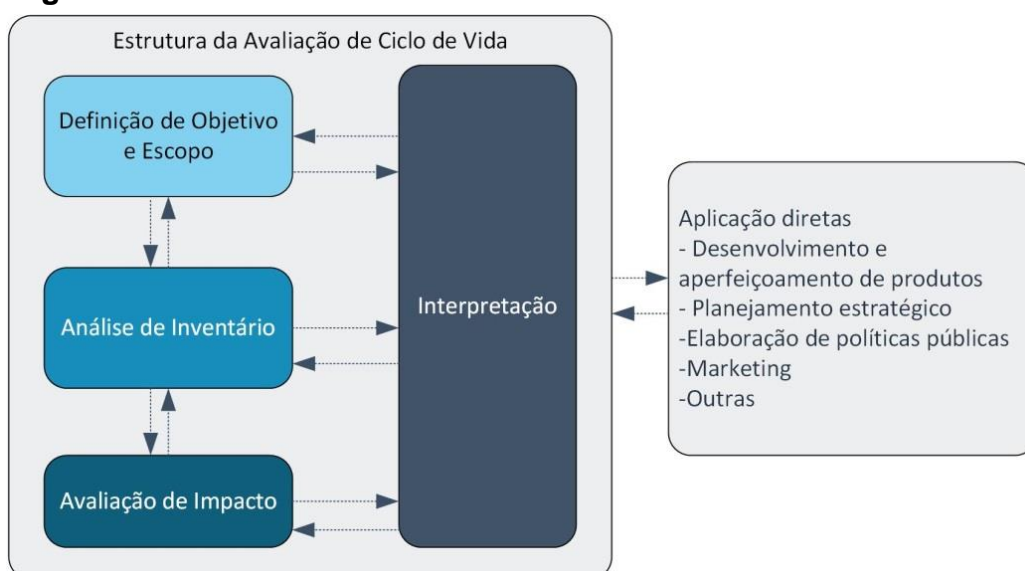 Estrutura da Avaliação de Ciclo de Vida
Definição de Objetivo
e Escopo
Análise de Inventário
Avaliação de Impacto
Interpretação
Aplicação diretas
- Desenvolvimento e
aperfeiçoamento de produtos
- Planejamento estratégico
-Elaboração de políticas públicas
-Marketing
-Outras